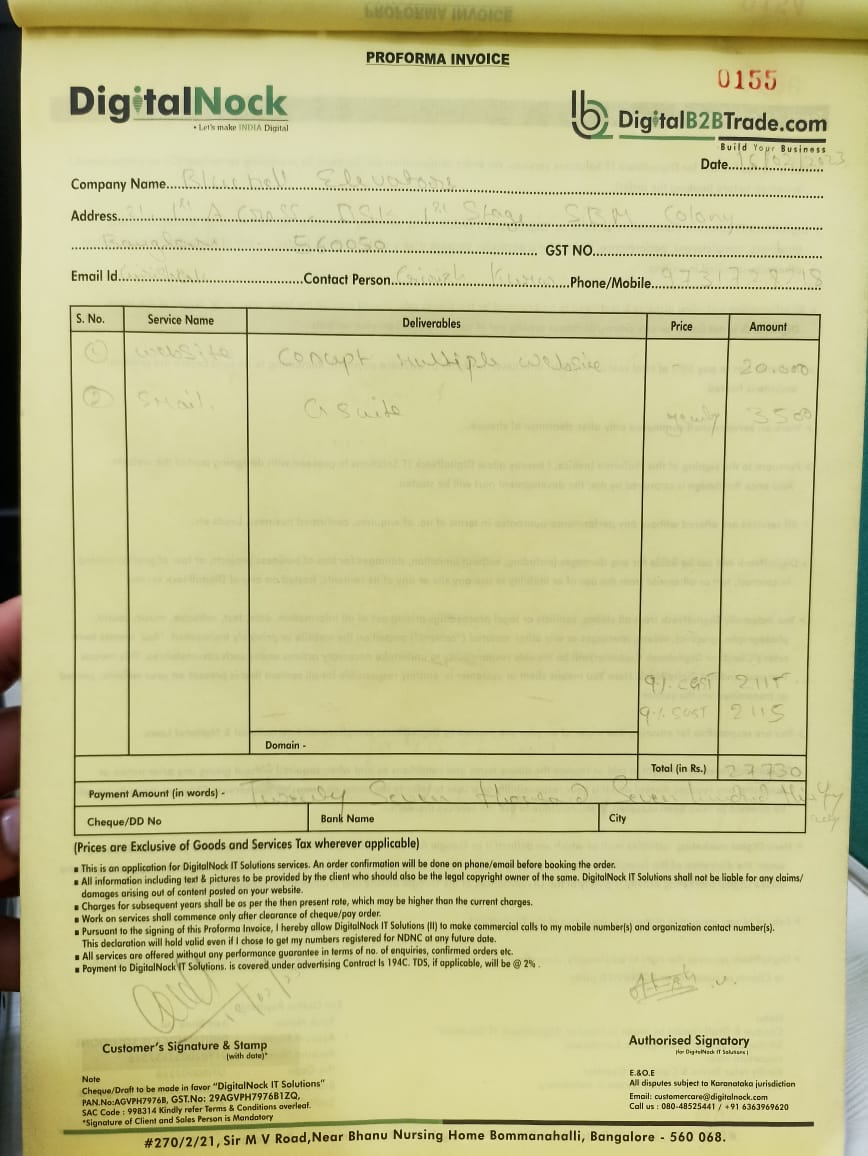 PROFORMA INVOICE
0155
DigitalNock
• Let's make INDIA Digital
DigitalB2BTrade.com
Build Your Business
Date 16/02/2023
Company Name Elevators
Address 1st A Cross, BSK 1st Stage SBM Colony
Bangalore 560050 GST NO.
Email Id Contact Person Kumar Phone/Mobile
S. No. Service Name Deliverables Price Amount
① Website Concept Multiple Website - 20.000
② Email. G Suite yearly 3500
9% CGST 2115
9% SGST 2115
Domain -
Total (in Rs.) 27730
Payment Amount (in words) - Twenty Seven thousand Seven hundred thirty
Cheque/DD No Bank Name City
(Prices are Exclusive of Goods and Services Tax wherever applicable)
▪ This is an application for DigitalNock IT Solutions services. An order confirmation will be done on phone/email before booking the order.
▪ All information including text & pictures to be provided by the client who should also be the legal copyright owner of the same. DigitalNock IT Solutions shall not be liable for any claims/
damages arising out of content posted on your website.
▪ Charges for subsequent years shall be as per the then present rate, which may be higher than the current charges.
▪ Work on services shall commence only after clearance of cheque/pay order.
▪ Pursuant to the signing of this Proforma Invoice, I hereby allow DigitalNock IT Solutions (II) to make commercial calls to my mobile number(s) and organization contact number(s).
This declaration will hold valid even if I chose to get my numbers registered for NDNC at any future date.
▪ All services are offered without any performance guarantee in terms of no. of enquiries, confirmed orders etc.
▪ Payment to DigitalNock IT Solutions. is covered under advertising Contract Is 194C. TDS, if applicable, will be @ 2% .
Customer's Signature & Stamp
(with date)*
Authorised Signatory
(for DigitalNock IT Solutions)
Note
Cheque/Draft to be made in favor "DigitalNock IT Solutions"
PAN.No:AGVPH7976B, GST.No: 29AGVPH7976B1ZQ,
SAC Code : 998314 Kindly refer Terms & Conditions overleaf.
*Signature of Client and Sales Person is Mandatory
E.&O.E
All disputes subject to Karanataka jurisdiction
Email: customercare@digitalnock.com
Call us : 080-48525441 / +91 6363969620
#270/2/21, Sir M V Road,Near Bhanu Nursing Home Bommanahalli, Bangalore - 560 068.